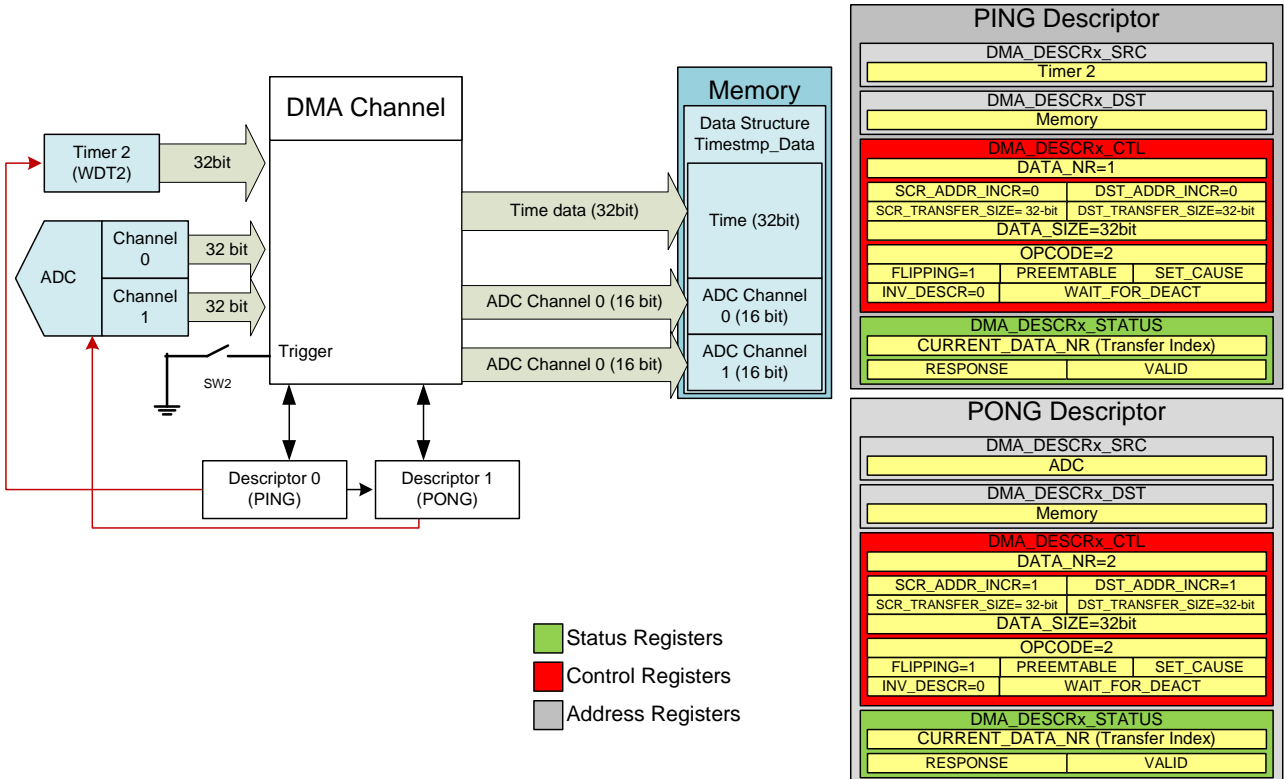 DMA Channel
Timer 2
(WDT2)
32bit
ADC
Channel
0
32 bit
Channel
1
32 bit
Trigger
SW2
Time data (32bit)
ADC Channel 0 (16 bit)
ADC Channel 0 (16 bit)
Memory
Data Structure
Timestmp_Data
Time (32bit)
ADC Channel
0 (16 bit)
ADC Channel
1 (16 bit)
Descriptor 0
(PING)
Descriptor 1
(PONG)
Status Registers
Control Registers
Address Registers
PING Descriptor
DMA_DESCRx_SRC
Timer 2
DMA_DESCRx_DST
Memory
DMA_DESCRx_CTL
DATA_NR=1
SCR_ADDR_INCR=0 DST_ADDR_INCR=0
SCR_TRANSFER_SIZE= 32-bit DST_TRANSFER_SIZE=32-bit
DATA_SIZE=32bit
OPCODE=2
FLIPPING=1 PREEMTABLE SET_CAUSE
INV_DESCR=0 WAIT_FOR_DEACT
DMA_DESCRx_STATUS
CURRENT_DATA_NR (Transfer Index)
RESPONSE VALID
PONG Descriptor
DMA_DESCRx_SRC
ADC
DMA_DESCRx_DST
Memory
DMA_DESCRx_CTL
DATA_NR=2
SCR_ADDR_INCR=1 DST_ADDR_INCR=1
SCR_TRANSFER_SIZE= 32-bit DST_TRANSFER_SIZE=32-bit
DATA_SIZE=32bit
OPCODE=2
FLIPPING=1 PREEMTABLE SET_CAUSE
INV_DESCR=0 WAIT_FOR_DEACT
DMA_DESCRx_STATUS
CURRENT_DATA_NR (Transfer Index)
RESPONSE VALID